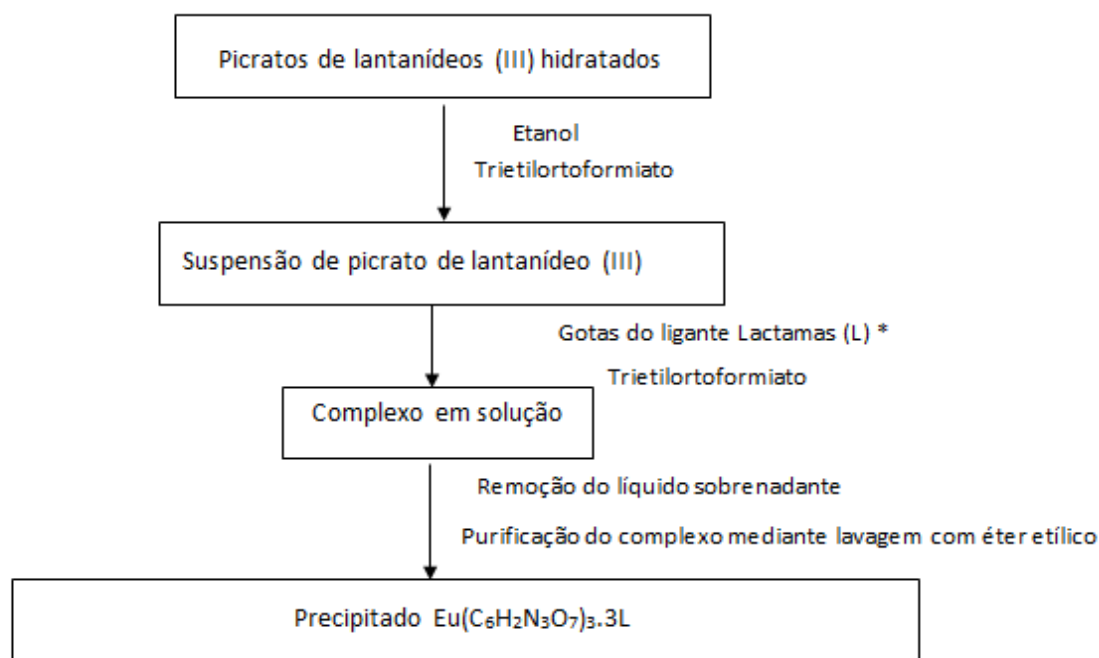 Picratos de lantanídeos (III) hidratados
Etanol
Trietilortoformiato
Suspensão de picrato de lantanídeo (III)
Gotas do ligante Lactamas (L) *
Trietilortoformiato
Complexo em solução
Remoção do líquido sobrenadante
Purificação do complexo mediante lavagem com éter etílico
Precipitado Eu(C₆H₂N₃O₇)₃.3L